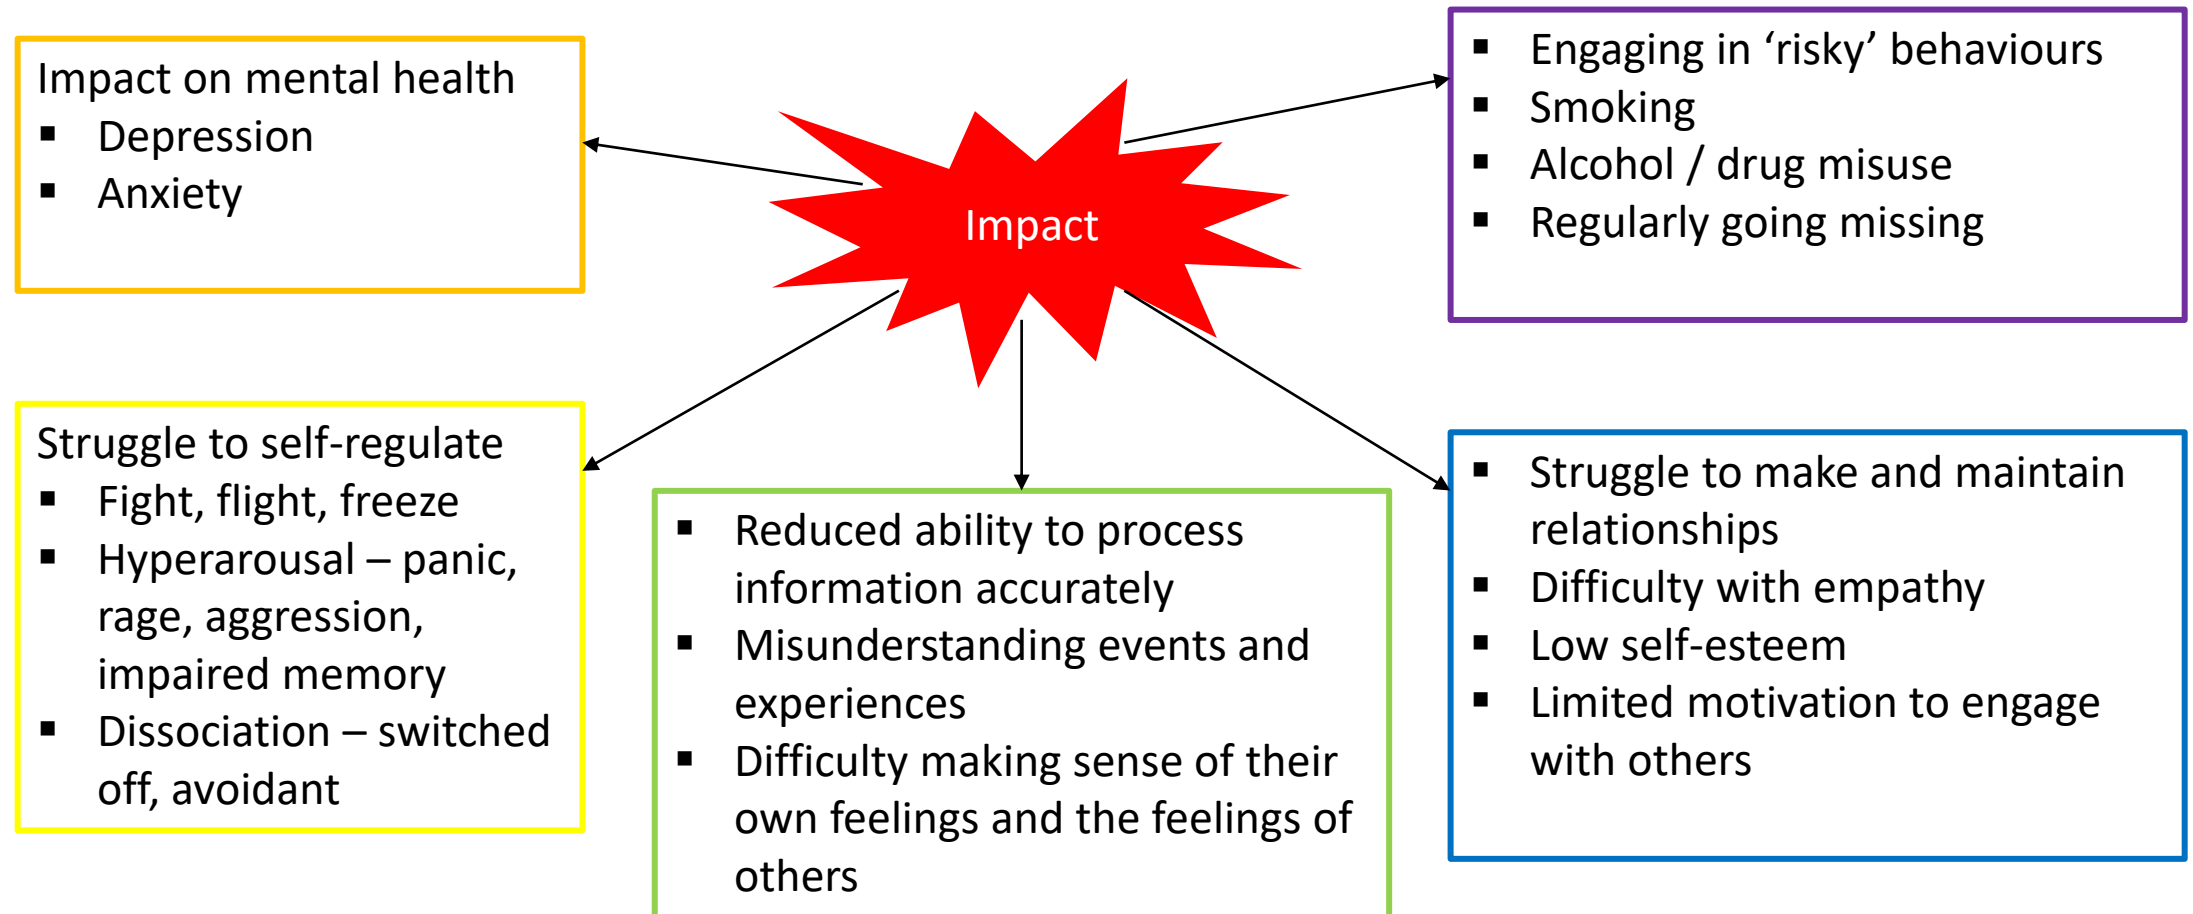 Impact on mental health
▪ Depression
▪ Anxiety
Impact
▪ Engaging in ‘risky’ behaviours
▪ Smoking
▪ Alcohol / drug misuse
▪ Regularly going missing
Struggle to self-regulate
▪ Fight, flight, freeze
▪ Hyperarousal – panic,
rage, aggression,
impaired memory
▪ Dissociation – switched
off, avoidant
▪ Reduced ability to process
information accurately
▪ Misunderstanding events and
experiences
▪ Difficulty making sense of their
own feelings and the feelings of
others
▪ Struggle to make and maintain
relationships
▪ Difficulty with empathy
▪ Low self-esteem
▪ Limited motivation to engage
with others